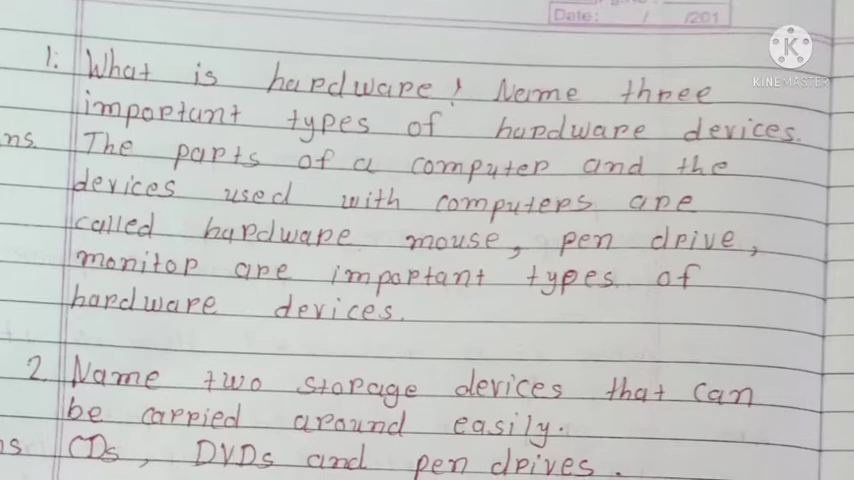 Date: / /201
KINEMASTER
1: What is hardware? Name three
important types of hardware devices.
ns. The parts of a computer and the
devices used with computers are
called hardware mouse, pen drive,
monitor are important types of
hardware devices.
2. Name two storage devices that can
be carried around easily.
ns CDs, DVDs and pen drives.